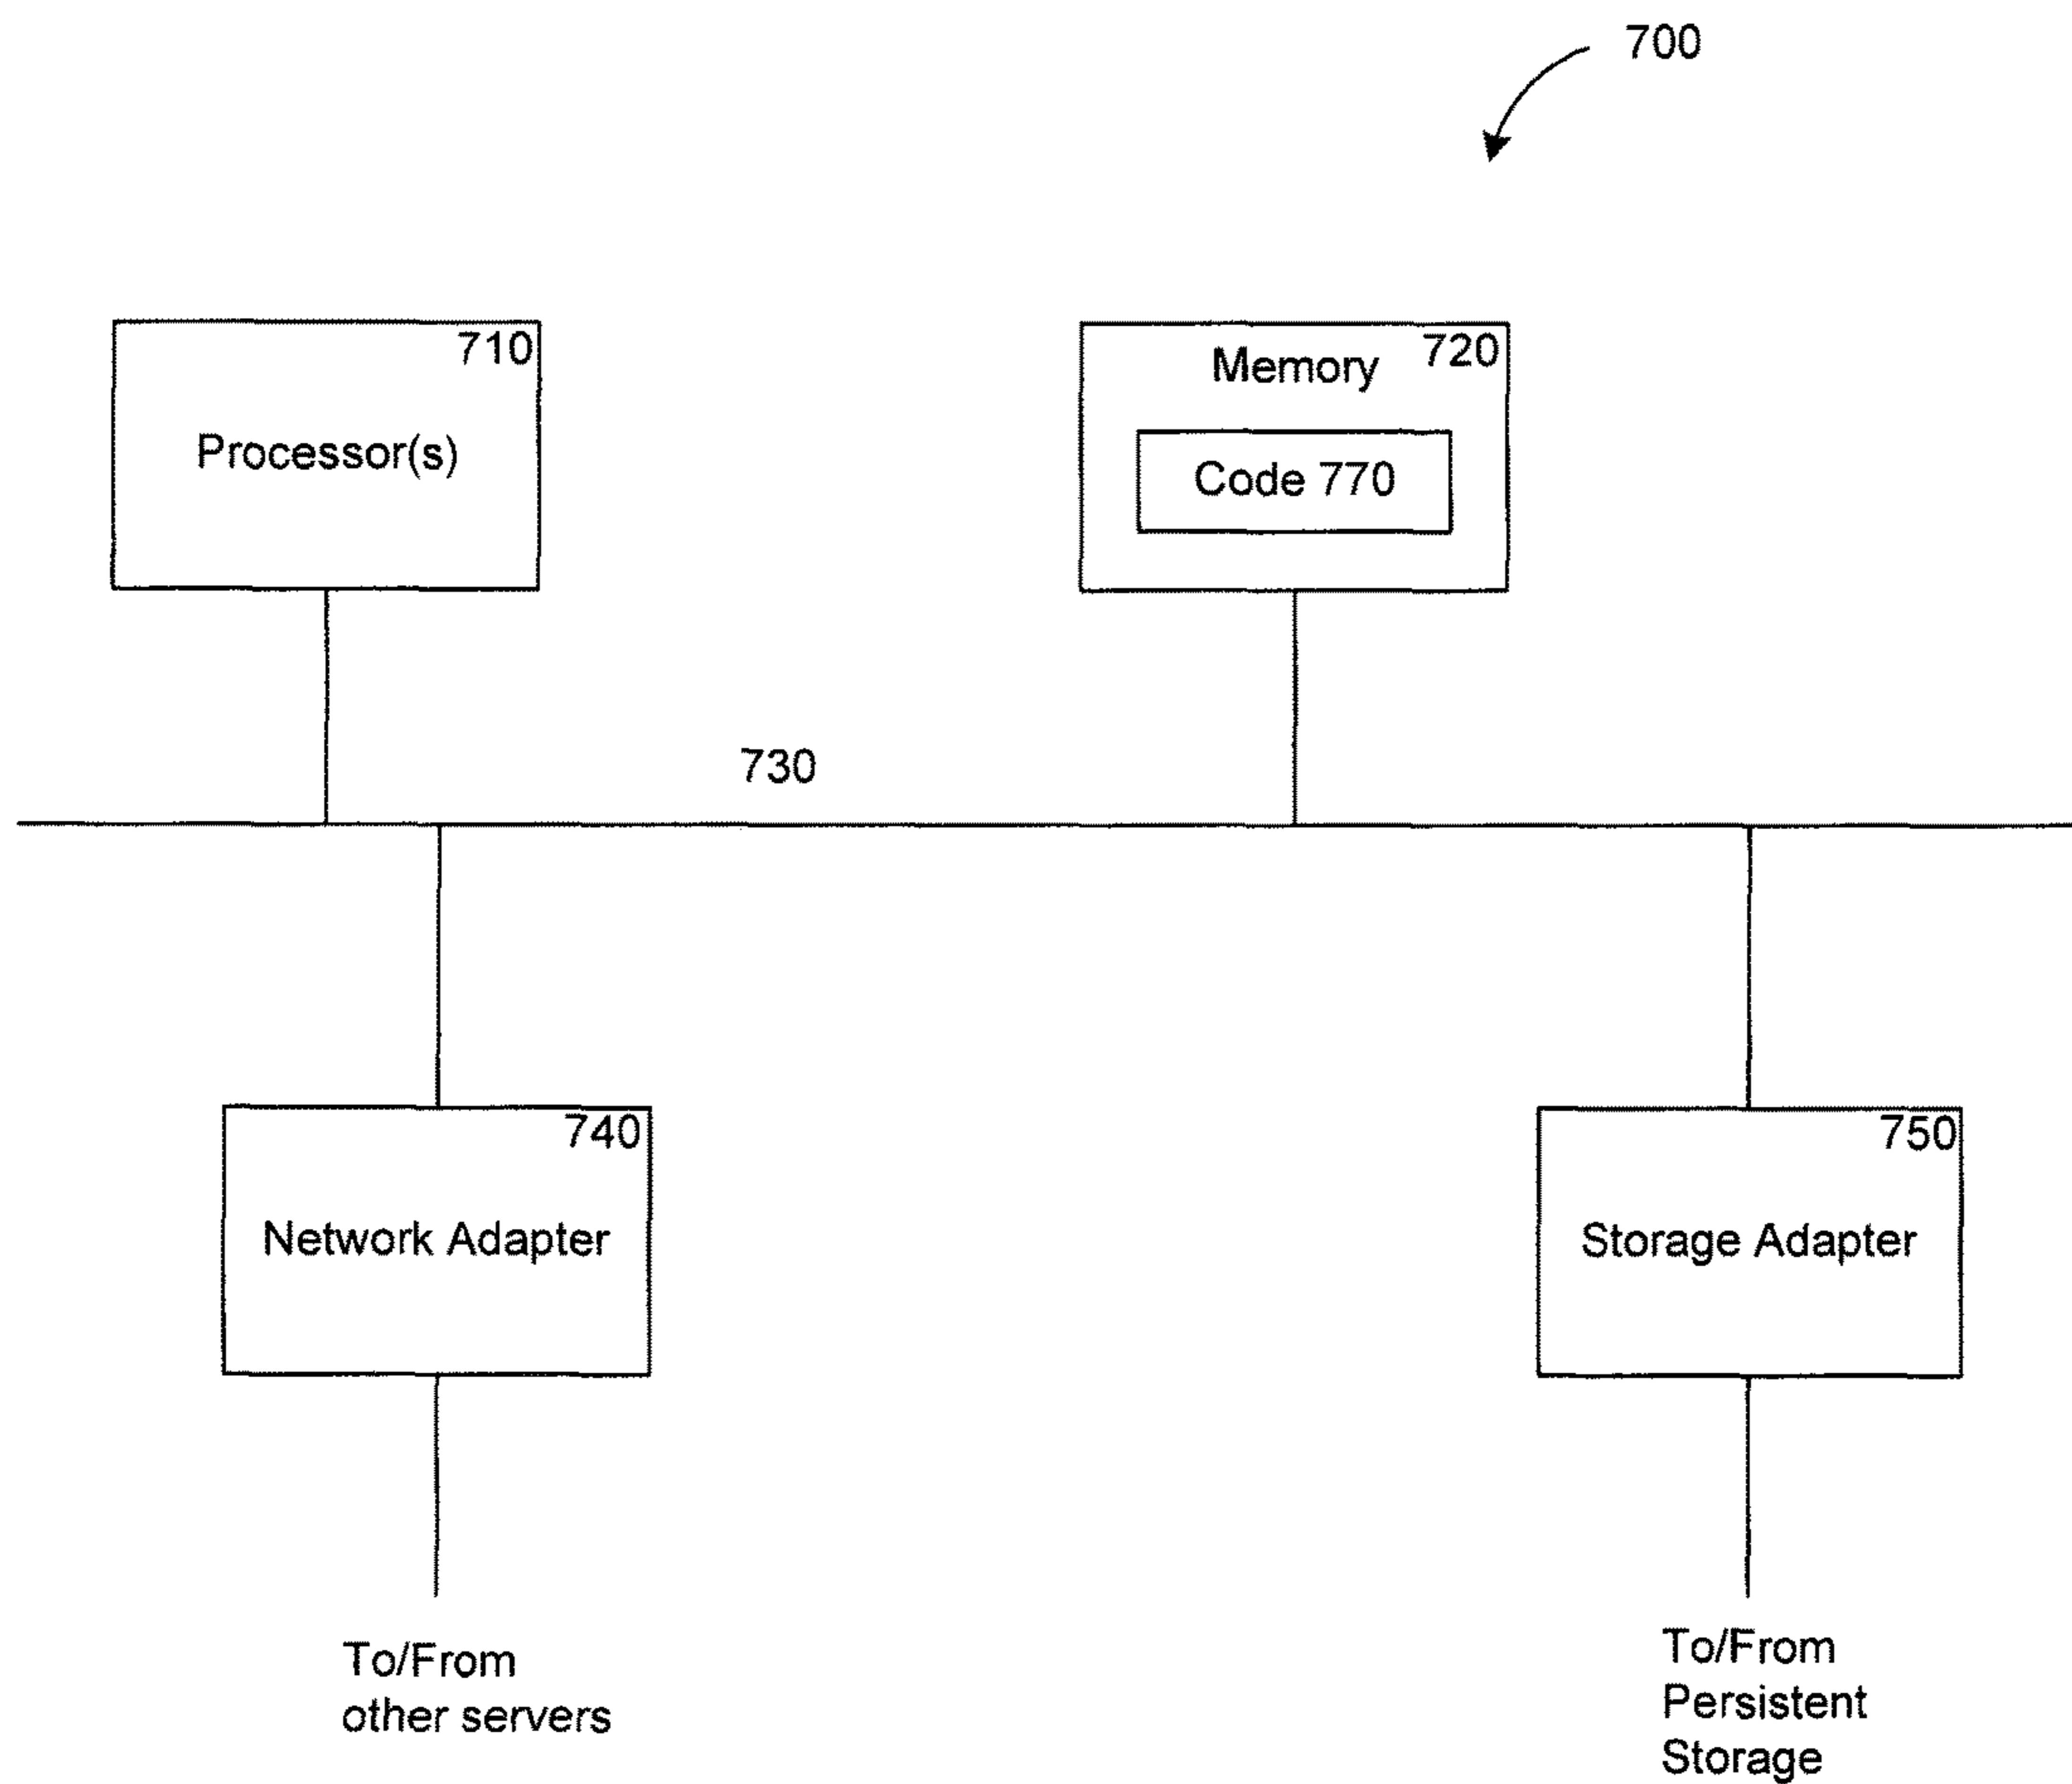 700
710
Processor(s)
720
Memory
Code 770
730
740
Network Adapter
750
Storage Adapter
To/From
other servers
To/From
Persistent
Storage